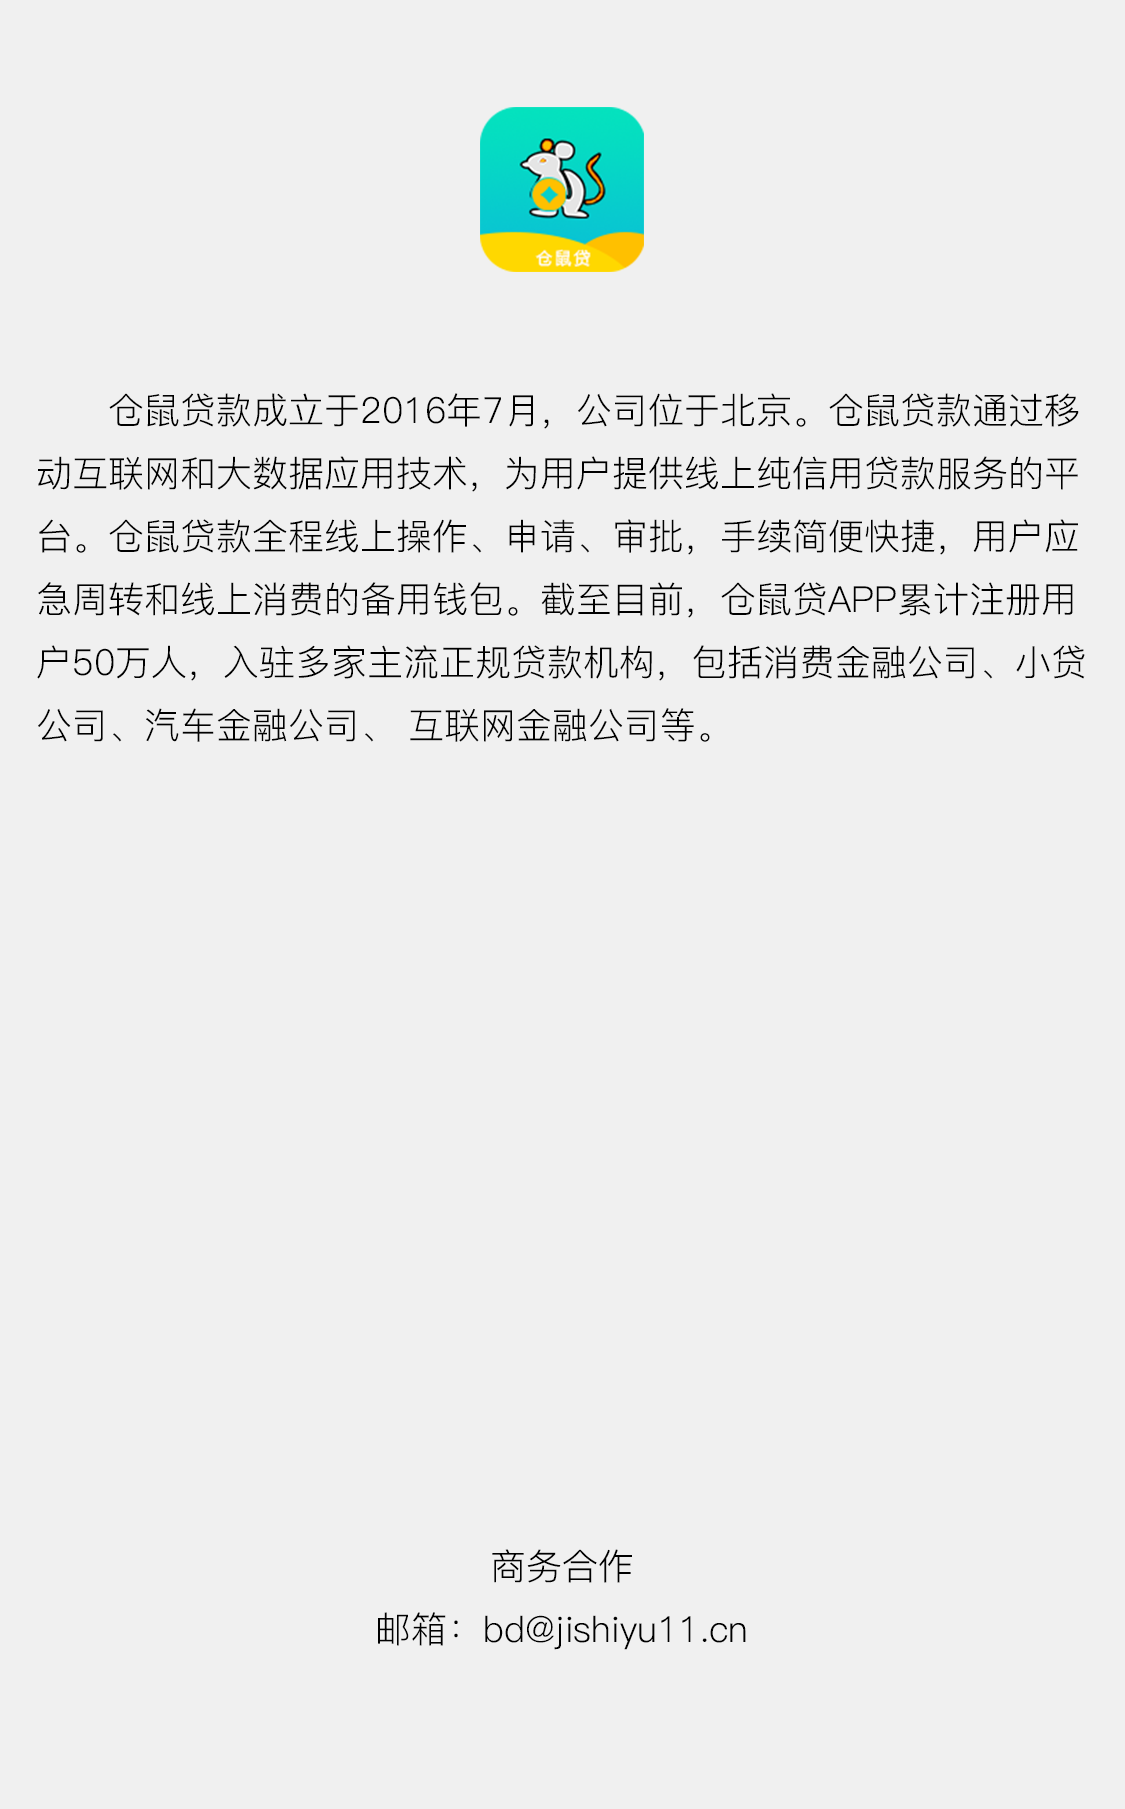 仓鼠贷
仓鼠贷款成立于2016年7月，公司位于北京。仓鼠贷款通过移
动互联网和大数据应用技术，为用户提供线上纯信用贷款服务的平
台。仓鼠贷款全程线上操作、申请、审批，手续简便快捷，用户应
急周转和线上消费的备用钱包。截至目前，仓鼠贷APP累计注册用
户50万人，入驻多家主流正规贷款机构，包括消费金融公司、小贷
公司、汽车金融公司、 互联网金融公司等。
商务合作
邮箱：bd@jishiyu11.cn